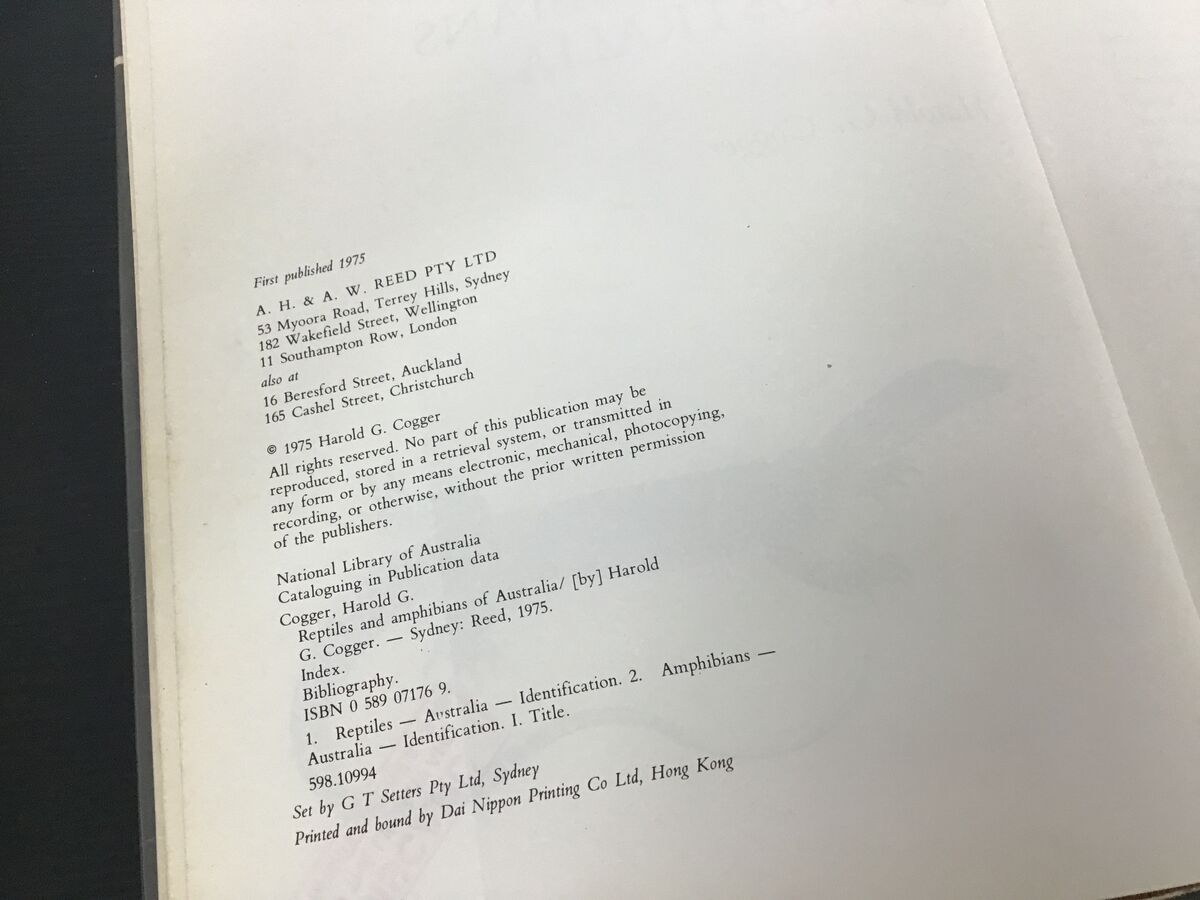 First published 1975
A. H. & A. W. REED PTY LTD
53 Myoora Road, Terrey Hills, Sydney
182 Wakefield Street, Wellington
11 Southampton Row, London
also at
16 Beresford Street, Auckland
165 Cashel Street, Christchurch
© 1975 Harold G. Cogger
All rights reserved. No part of this publication may be
reproduced, stored in a retrieval system, or transmitted in
any form or by any means electronic, mechanical, photocopying,
recording, or otherwise, without the prior written permission
of the publishers.
National Library of Australia
Cataloguing in Publication data
Cogger, Harold G.
Reptiles and amphibians of Australia/ [by] Harold
G. Cogger. — Sydney: Reed, 1975.
Index.
Bibliography.
ISBN 0 589 07176 9.
1. Reptiles — Australia — Identification. 2. Amphibians —
Australia — Identification. I. Title.
598.10994
Set by G T Setters Pty Ltd, Sydney
Printed and bound by Dai Nippon Printing Co Ltd, Hong Kong